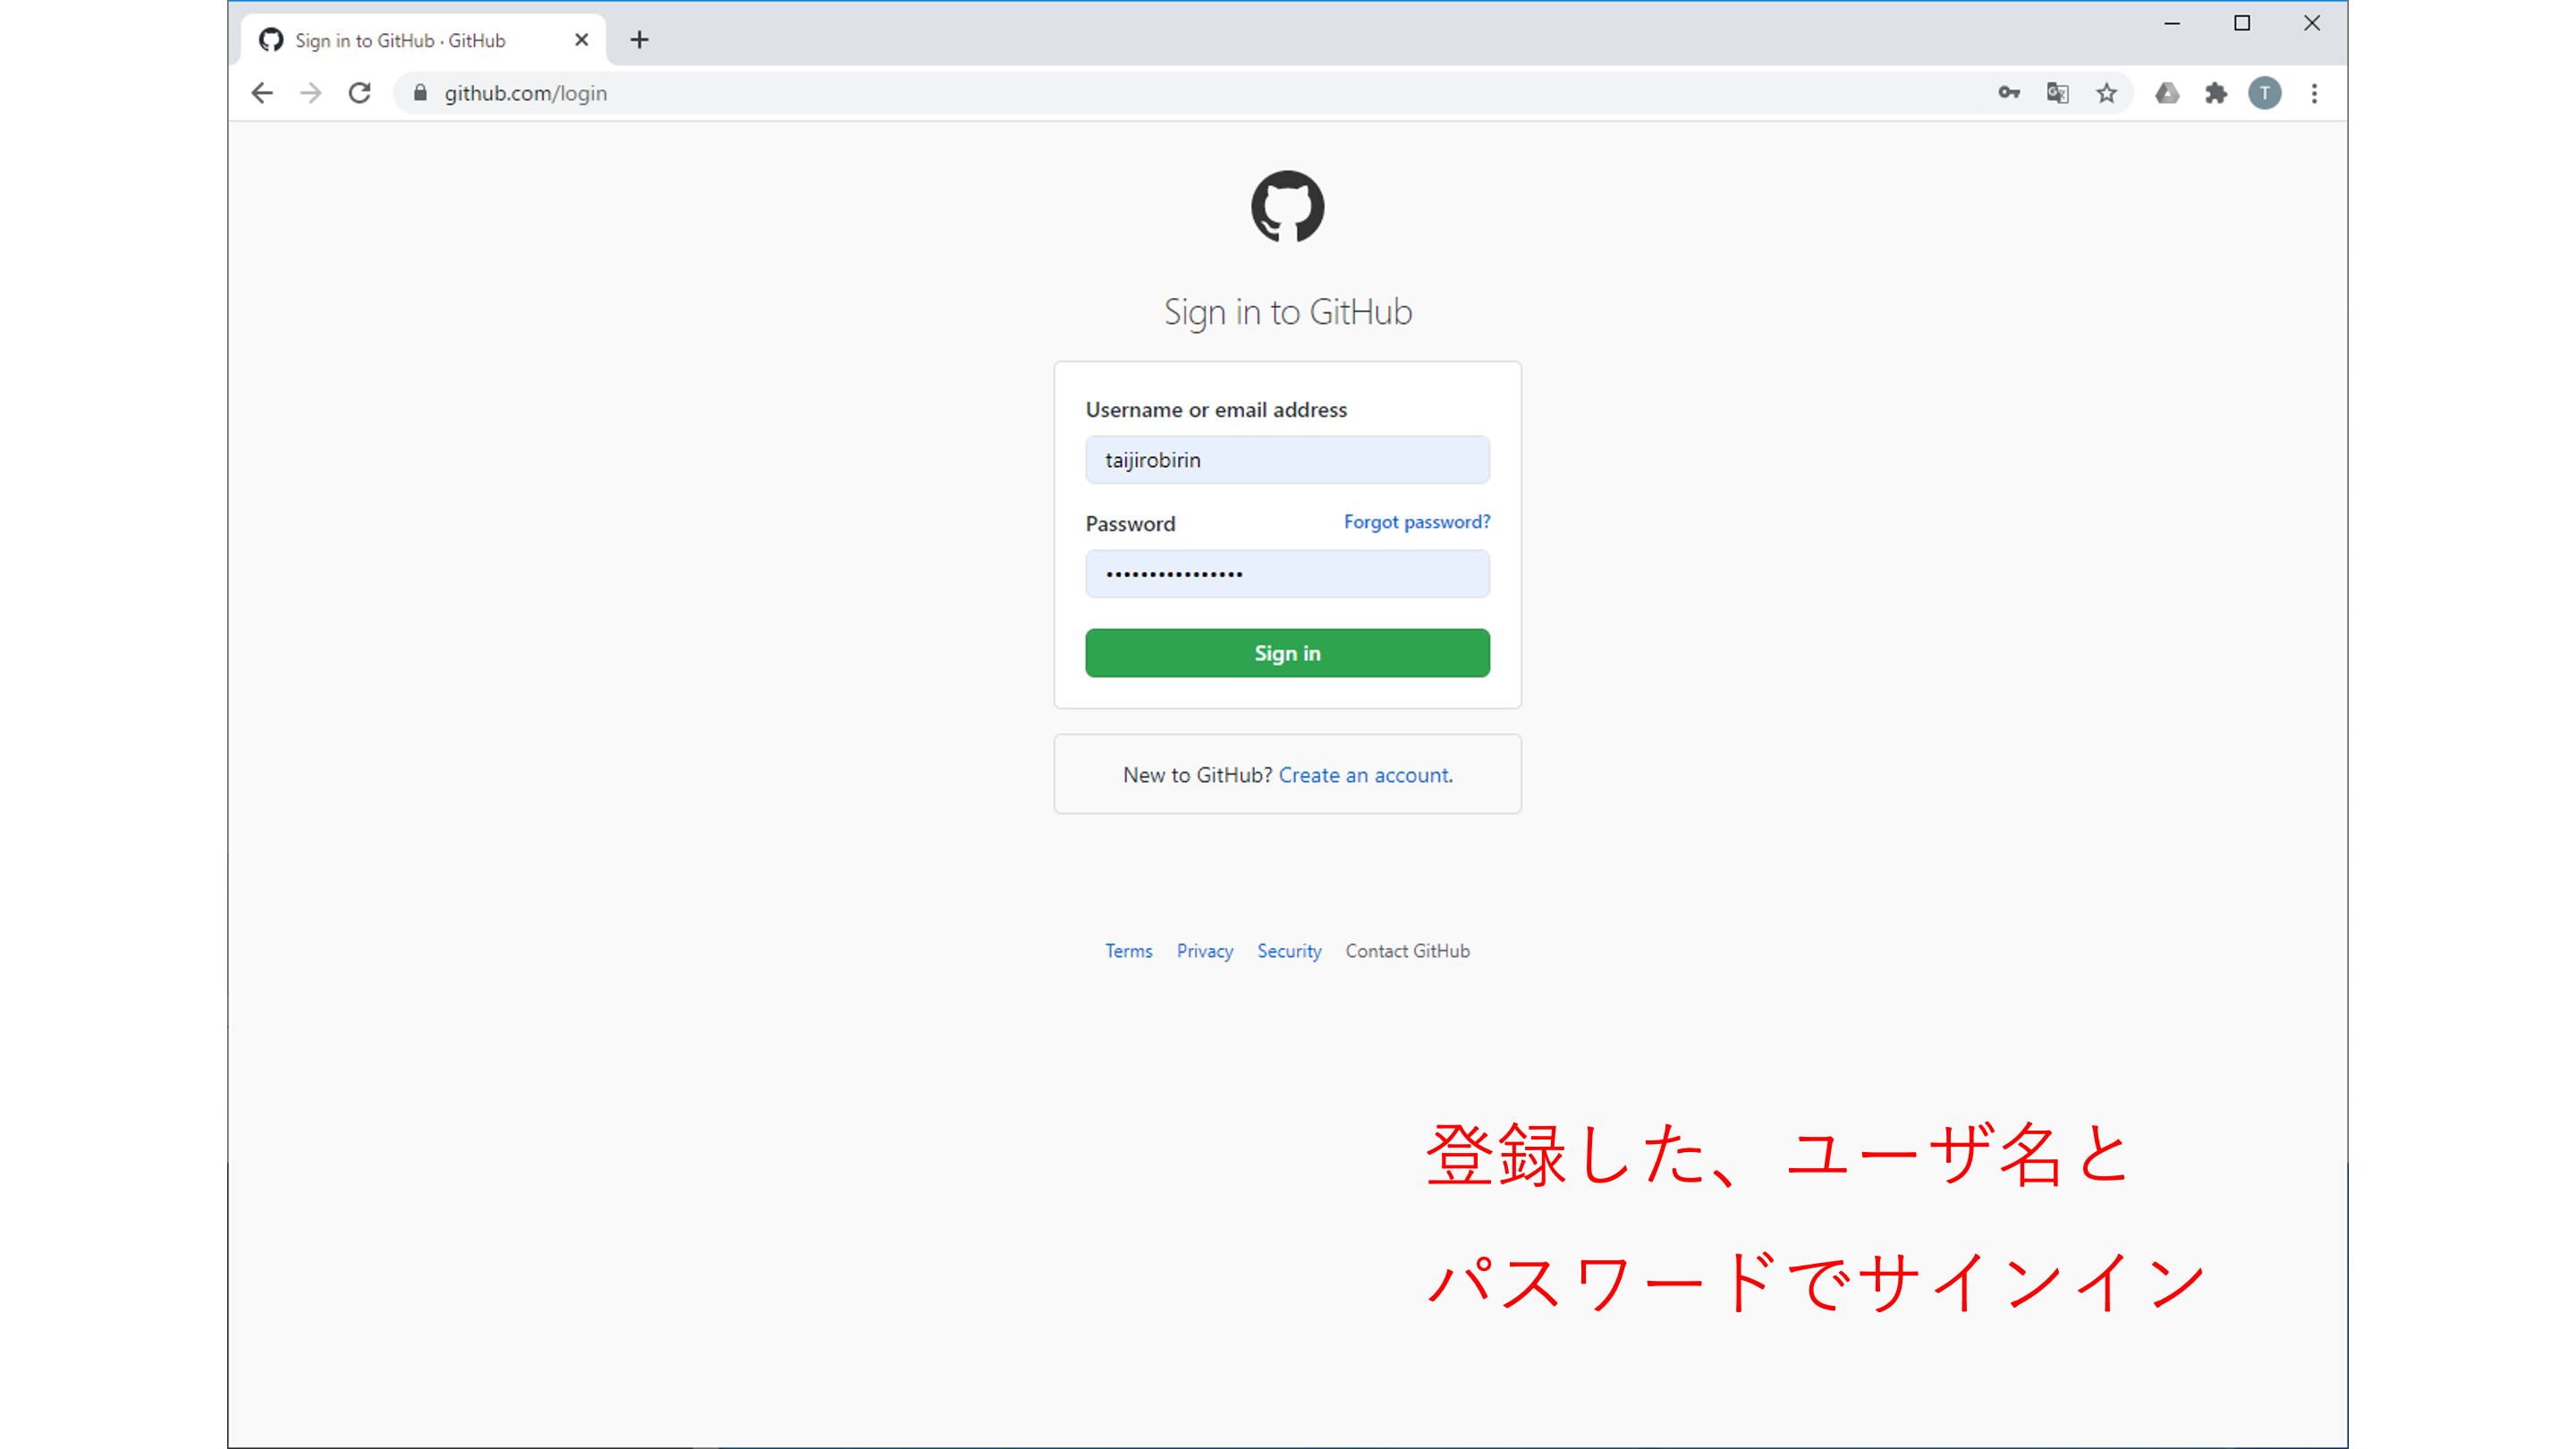 Sign in to GitHub · GitHub
github.com/login
T
Sign in to GitHub
Username or email address
taijirobirin
Password Forgot password?
••••••••••••••••
Sign in
New to GitHub? Create an account.
Terms Privacy Security Contact GitHub
登録した、ユーザ名と
パスワードでサインイン